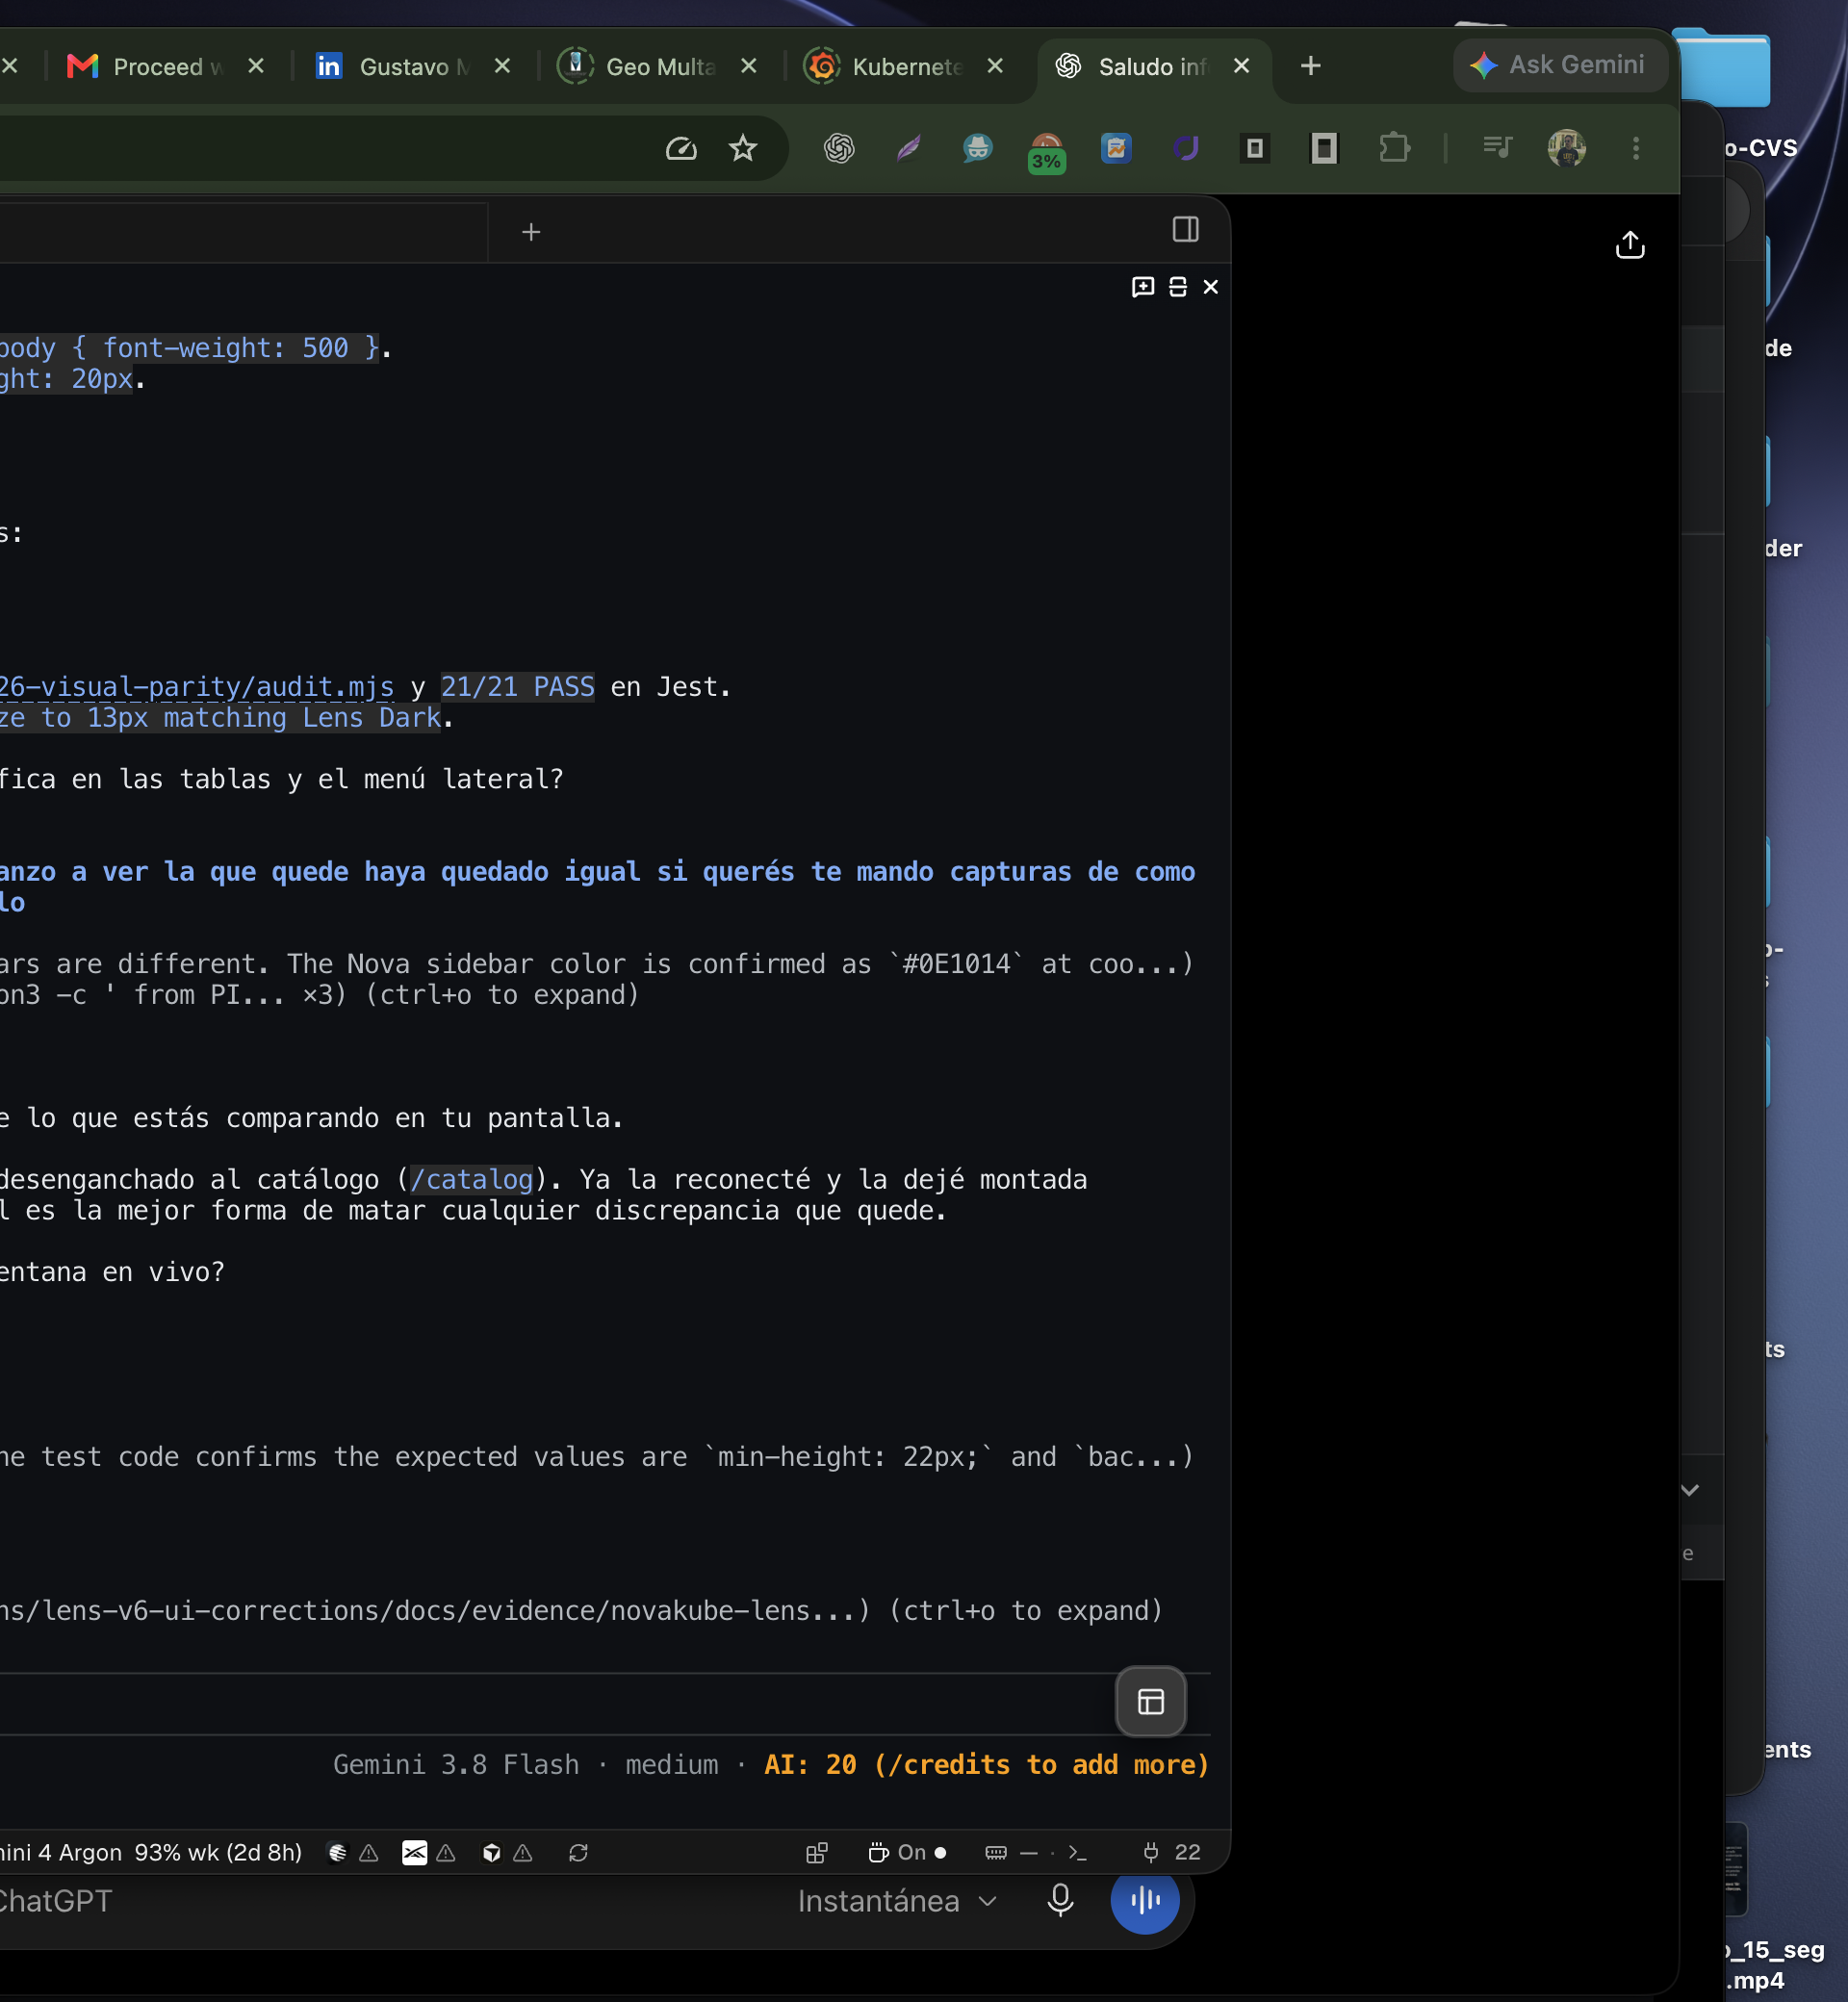 Proceed w
Gustavo M
Geo Multa
Kubernete
Saludo inf
Ask Gemini
3%
o-CVS
de
der
ts
ents
_15_seg
.mp4
body { font-weight: 500 }.
ght: 20px.
s:
26-visual-parity/audit.mjs y 21/21 PASS en Jest.
ze to 13px matching Lens Dark.
fica en las tablas y el menú lateral?
anzo a ver la que quede haya quedado igual si querés te mando capturas de como
lo
ars are different. The Nova sidebar color is confirmed as `#0E1014` at coo...)
on3 -c ' from PI... ×3) (ctrl+o to expand)
e lo que estás comparando en tu pantalla.
desenganchado al catálogo (/catalog). Ya la reconecté y la dejé montada
l es la mejor forma de matar cualquier discrepancia que quede.
entana en vivo?
he test code confirms the expected values are `min-height: 22px;` and `bac...)
ns/lens-v6-ui-corrections/docs/evidence/novakube-lens...) (ctrl+o to expand)
e
Gemini 3.8 Flash · medium · AI: 20 (/credits to add more)
ini 4 Argon 93% wk (2d 8h)
On
22
ChatGPT
Instantánea